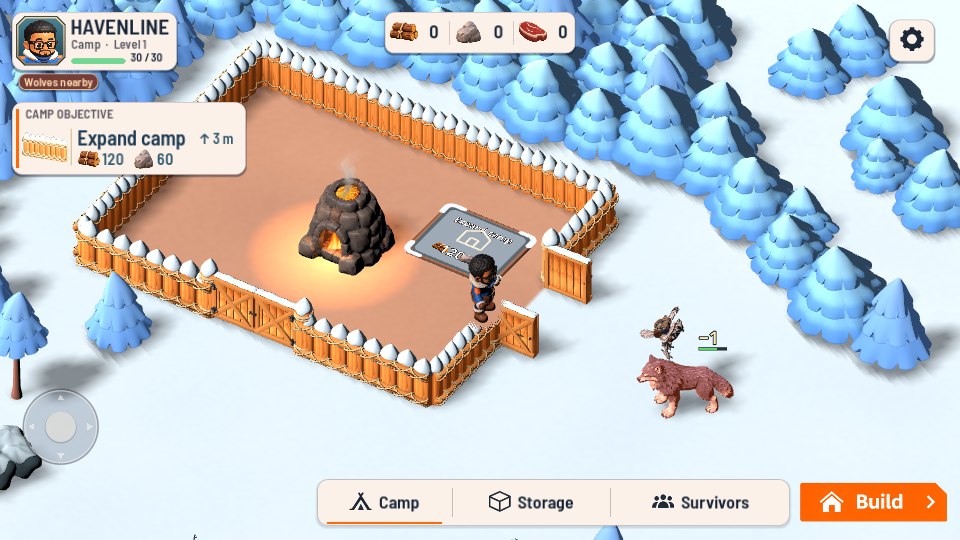 HAVENLINE
Camp · Level 1
30/30
Wolves nearby
0
0
0
CAMP OBJECTIVE
Expand camp
↑ 3 m
120
60
-1
Camp
Storage
Survivors
Build